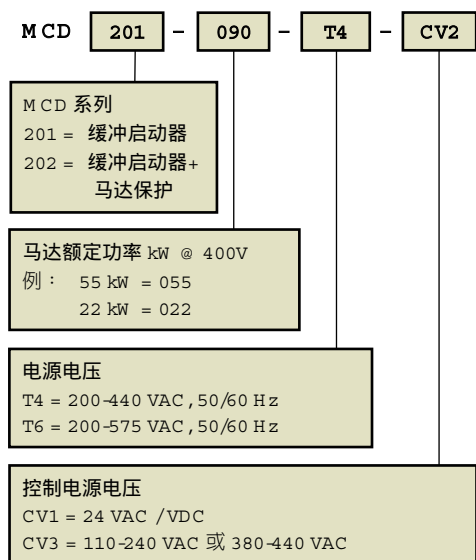 MCD 201 - 090 - T4 - CV2
MCD 系列
201 = 缓冲启动器
202 = 缓冲启动器+
马达保护
马达额定功率 kW @ 400V
例： 55 kW = 055
22 kW = 022
电源电压
T4 = 200-440 VAC, 50/60 Hz
T6 = 200-575 VAC, 50/60 Hz
控制电源电压
CV1 = 24 VAC /VDC
CV3 = 110-240 VAC 或 380-440 VAC